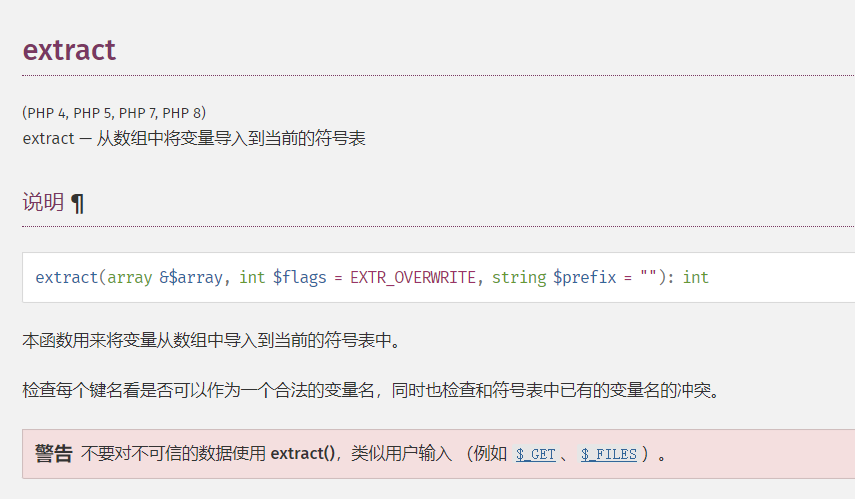 extract
(PHP 4, PHP 5, PHP 7, PHP 8)
extract — 从数组中将变量导入到当前的符号表
说明 ¶
extract(array &$array, int $flags = EXTR_OVERWRITE, string $prefix = ""): int
本函数用来将变量从数组中导入到当前的符号表中。
检查每个键名看是否可以作为一个合法的变量名，同时也检查和符号表中已有的变量名的冲突。
警告 不要对不可信的数据使用 extract()，类似用户输入 （例如 $_GET 、 $_FILES ）。